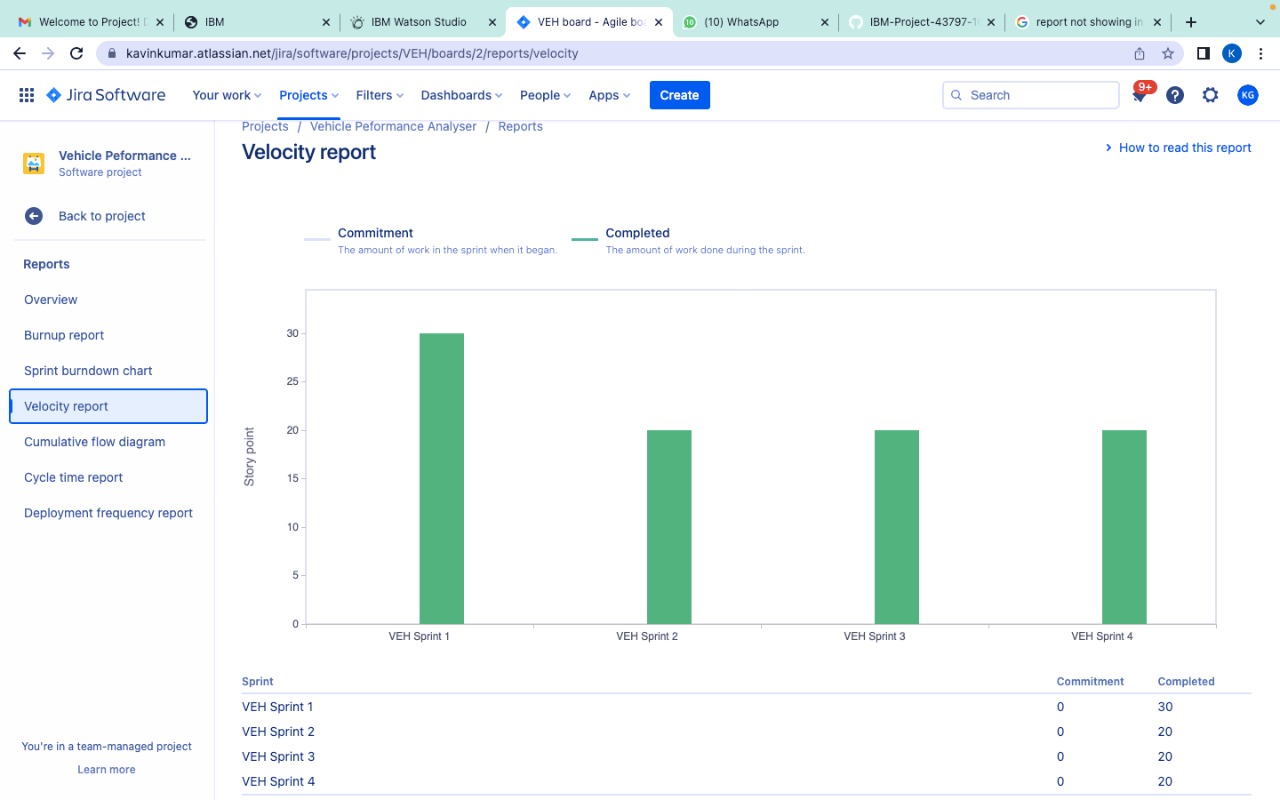 Welcome to Project! D
IBM
IBM Watson Studio
VEH board - Agile boa
(10) WhatsApp
IBM-Project-43797-1
report not showing in
kavinkumar.atlassian.net/jira/software/projects/VEH/boards/2/reports/velocity
K
Jira Software
Your work
Projects
Filters
Dashboards
People
Apps
Create
Search
9+
KG
Vehicle Peformance ...
Software project
Back to project
Reports
Overview
Burnup report
Sprint burndown chart
Velocity report
Cumulative flow diagram
Cycle time report
Deployment frequency report
You're in a team-managed project
Learn more
Projects / Vehicle Peformance Analyser / Reports
Velocity report
How to read this report
Commitment
The amount of work in the sprint when it began.
Completed
The amount of work done during the sprint.
Story point
30
25
20
15
10
5
0
VEH Sprint 1 VEH Sprint 2 VEH Sprint 3 VEH Sprint 4
Sprint Commitment Completed
VEH Sprint 1 0 30
VEH Sprint 2 0 20
VEH Sprint 3 0 20
VEH Sprint 4 0 20